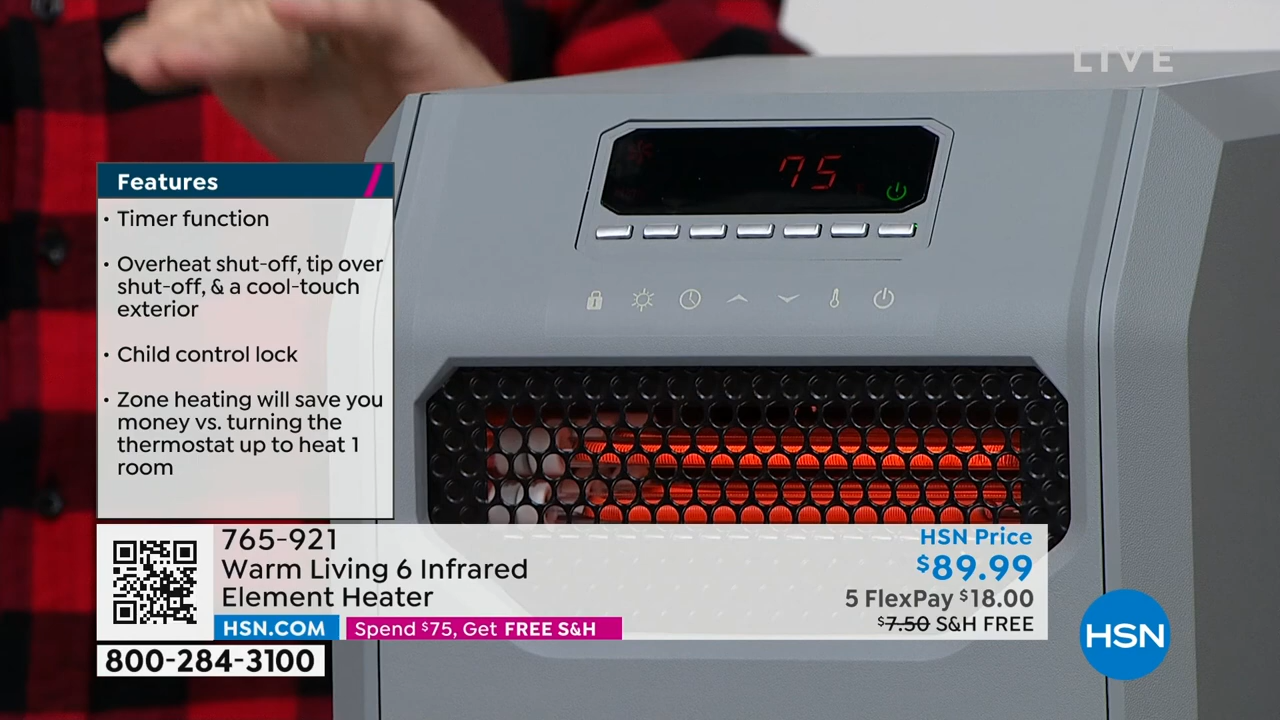 LIVE
75
Features
• Timer function
• Overheat shut-off, tip over
shut-off, & a cool-touch
exterior
• Child control lock
• Zone heating will save you
money vs. turning the
thermostat up to heat 1
room
765-921
Warm Living 6 Infrared
Element Heater
HSN.COM
Spend $75, Get FREE S&H
HSN Price
$89.99
5 FlexPay $18.00
$7.50 S&H FREE
800-284-3100
HSN